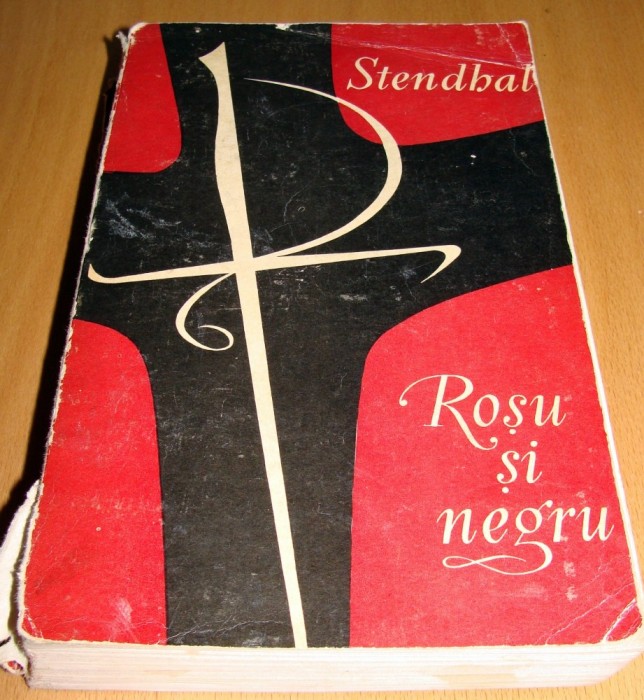 Stendhal
Roșu
și
negru